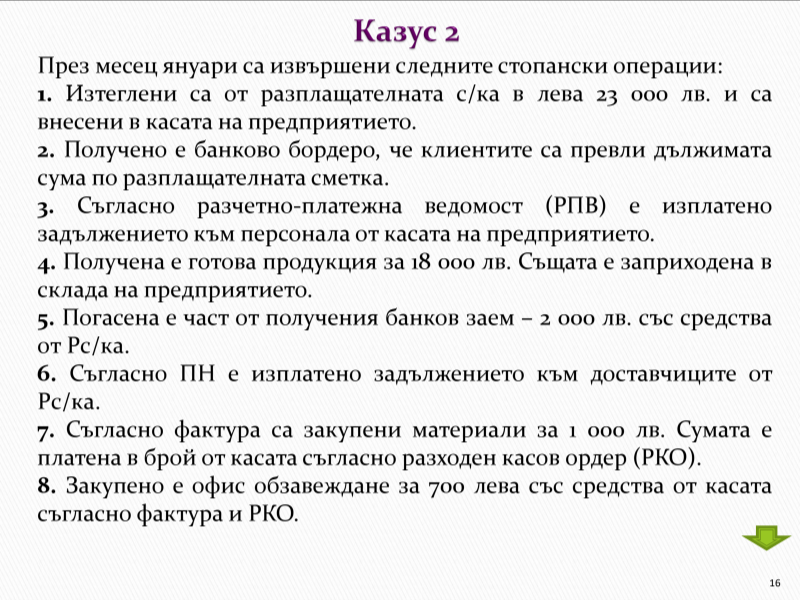 Казус 2
През месец януари са извършени следните стопански операции:
1. Изтеглени са от разплащателната с/ка в лева 23 000 лв. и са
внесени в касата на предприятието.
2. Получено е банково бордеро, че клиентите са превли дължимата
сума по разплащателната сметка.
3. Съгласно разчетно-платежна ведомост (РПВ) е изплатено
задължението към персонала от касата на предприятието.
4. Получена е готова продукция за 18 000 лв. Същата е заприходена в
склада на предприятието.
5. Погасена е част от получения банков заем – 2 000 лв. със средства
от Рс/ка.
6. Съгласно ПН е изплатено задължението към доставчиците от
Рс/ка.
7. Съгласно фактура са закупени материали за 1 000 лв. Сумата е
платена в брой от касата съгласно разходен касов ордер (РКО).
8. Закупено е офис обзавеждане за 700 лева със средства от касата
съгласно фактура и РКО.
16